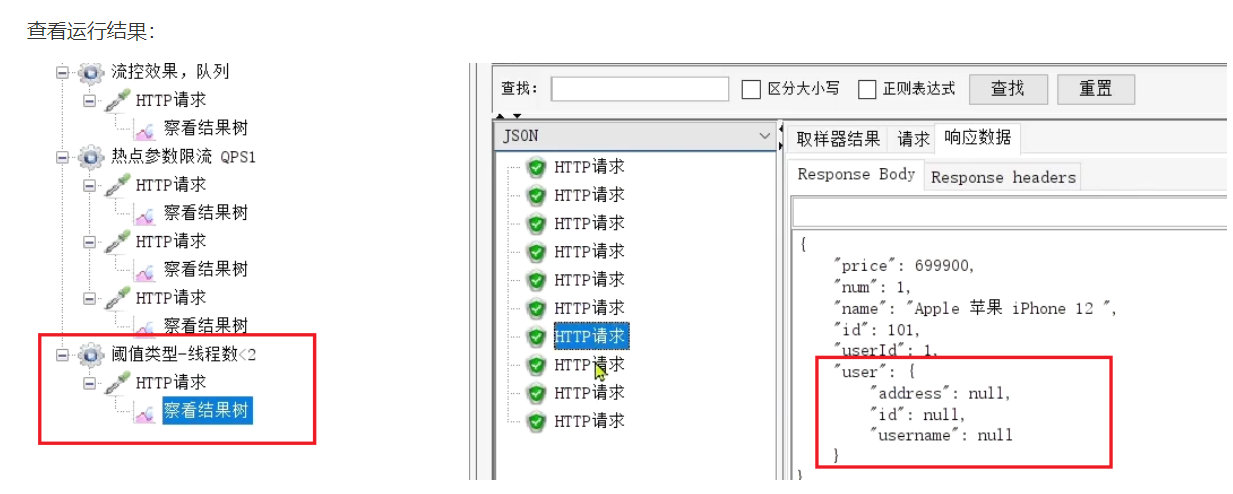 查看运行结果:
流控效果，队列
HTTP请求
察看结果树
热点参数限流 QPS1
HTTP请求
察看结果树
HTTP请求
察看结果树
HTTP请求
察看结果树
阈值类型-线程数<2
HTTP请求
察看结果树
查找: 区分大小写 正则表达式 查找 重置
JSON
HTTP请求
HTTP请求
HTTP请求
HTTP请求
HTTP请求
HTTP请求
HTTP请求
HTTP请求
HTTP请求
HTTP请求
取样器结果 请求 响应数据
Response Body Response headers
{
"price": 699900,
"num": 1,
"name": "Apple 苹果 iPhone 12 ",
"id": 101,
"userId": 1,
"user": {
"address": null,
"id": null,
"username": null
}
}